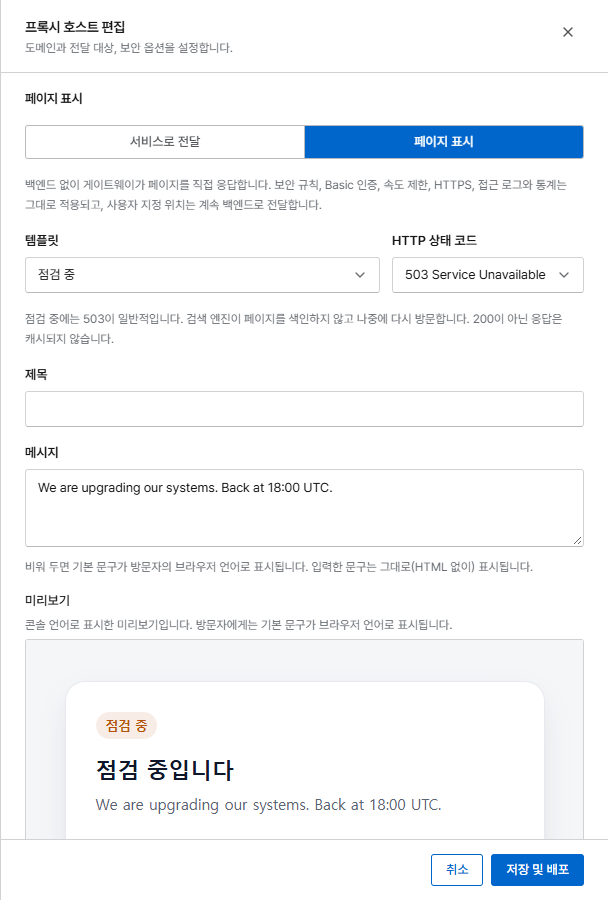 프록시 호스트 편집
도메인과 전달 대상, 보안 옵션을 설정합니다.
페이지 표시
서비스로 전달
페이지 표시
백엔드 없이 게이트웨이가 페이지를 직접 응답합니다. 보안 규칙, Basic 인증, 속도 제한, HTTPS, 접근 로그와 통계는
그대로 적용되고, 사용자 지정 위치는 계속 백엔드로 전달합니다.
템플릿
HTTP 상태 코드
점검 중
503 Service Unavailable
점검 중에는 503이 일반적입니다. 검색 엔진이 페이지를 색인하지 않고 나중에 다시 방문합니다. 200이 아닌 응답은
캐시되지 않습니다.
제목
메시지
We are upgrading our systems. Back at 18:00 UTC.
비워 두면 기본 문구가 방문자의 브라우저 언어로 표시됩니다. 입력한 문구는 그대로(HTML 없이) 표시됩니다.
미리보기
콘솔 언어로 표시한 미리보기입니다. 방문자에게는 기본 문구가 브라우저 언어로 표시됩니다.
점검 중
점검 중입니다
We are upgrading our systems. Back at 18:00 UTC.
취소
저장 및 배포